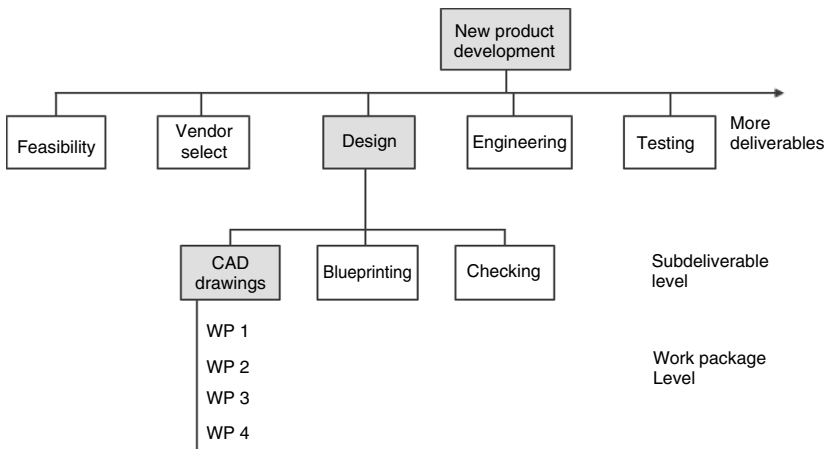 New product
development
Feasibility
Vendor
select
Design
Engineering
Testing
More
deliverables
CAD
drawings
Blueprinting
Checking
Subdeliverable
level
WP 1
WP 2
WP 3
WP 4
Work package
Level